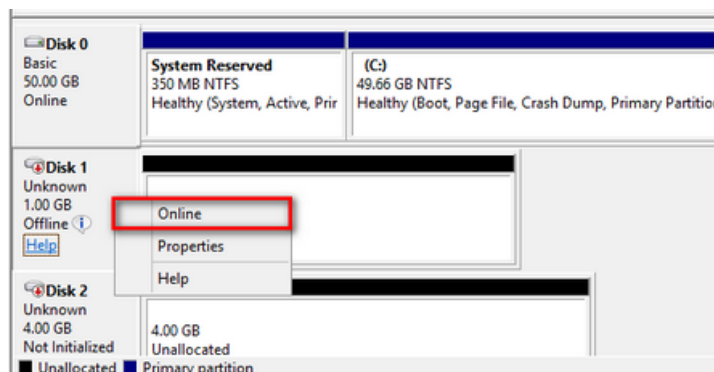 Disk 0
Basic
50.00 GB
Online
System Reserved
350 MB NTFS
Healthy (System, Active, Prir
(C:)
49.66 GB NTFS
Healthy (Boot, Page File, Crash Dump, Primary Partitio
Disk 1
Unknown
1.00 GB
Offline
Help
Online
Properties
Help
Disk 2
Unknown
4.00 GB
Not Initialized
4.00 GB
Unallocated
Unallocated Primary partition